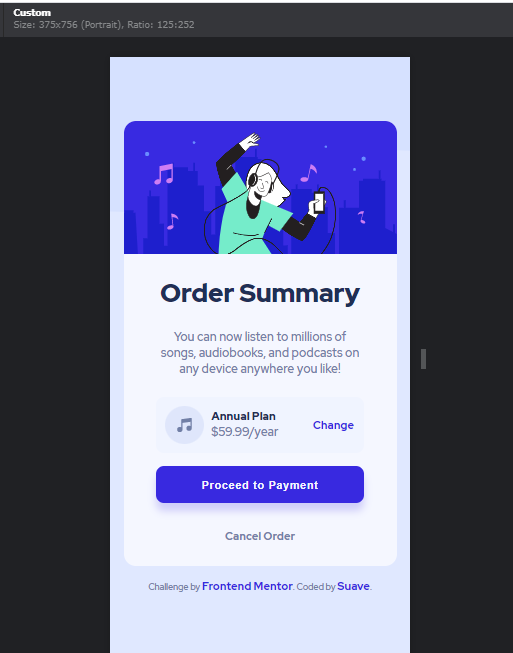 Custom
Size: 375x756 (Portrait), Ratio: 125:252
Order Summary
You can now listen to millions of
songs, audiobooks, and podcasts on
any device anywhere you like!
Annual Plan
$59.99/year
Change
Proceed to Payment
Cancel Order
Challenge by Frontend Mentor. Coded by Suave.